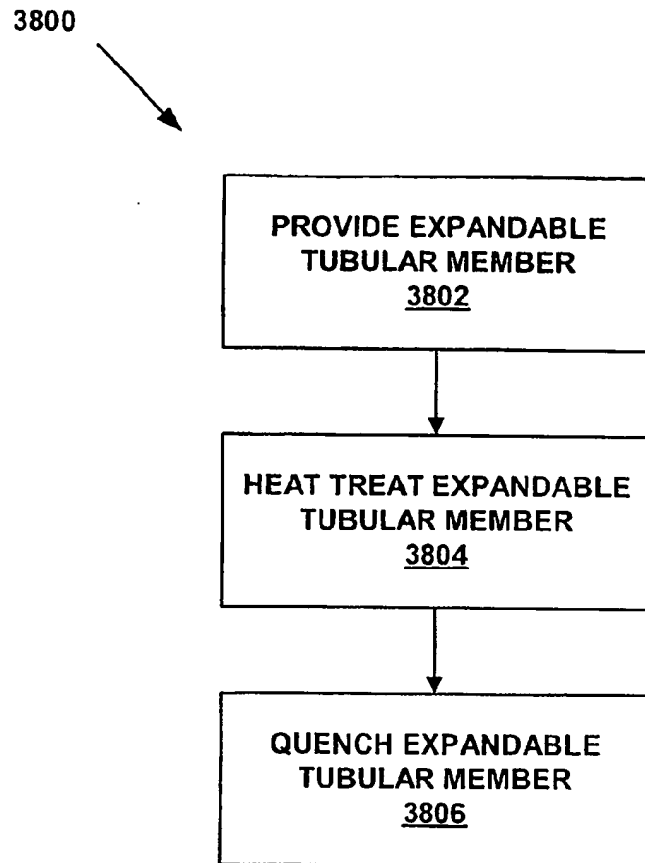 3800
PROVIDE EXPANDABLE
TUBULAR MEMBER
3802
HEAT TREAT EXPANDABLE
TUBULAR MEMBER
3804
QUENCH EXPANDABLE
TUBULAR MEMBER
3806